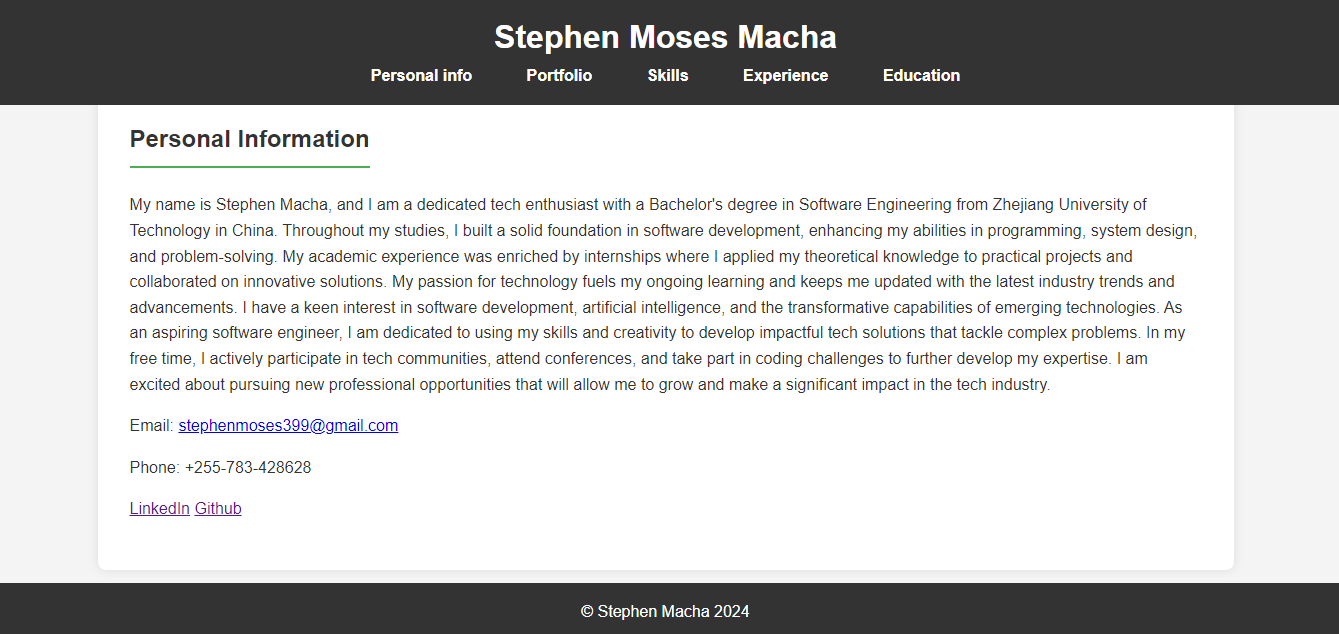 Stephen Moses Macha
Personal info Portfolio Skills Experience Education
Personal Information
My name is Stephen Macha, and I am a dedicated tech enthusiast with a Bachelor's degree in Software Engineering from Zhejiang University of
Technology in China. Throughout my studies, I built a solid foundation in software development, enhancing my abilities in programming, system design,
and problem-solving. My academic experience was enriched by internships where I applied my theoretical knowledge to practical projects and
collaborated on innovative solutions. My passion for technology fuels my ongoing learning and keeps me updated with the latest industry trends and
advancements. I have a keen interest in software development, artificial intelligence, and the transformative capabilities of emerging technologies. As
an aspiring software engineer, I am dedicated to using my skills and creativity to develop impactful tech solutions that tackle complex problems. In my
free time, I actively participate in tech communities, attend conferences, and take part in coding challenges to further develop my expertise. I am
excited about pursuing new professional opportunities that will allow me to grow and make a significant impact in the tech industry.
Email: stephenmoses399@gmail.com
Phone: +255-783-428628
LinkedIn Github
© Stephen Macha 2024